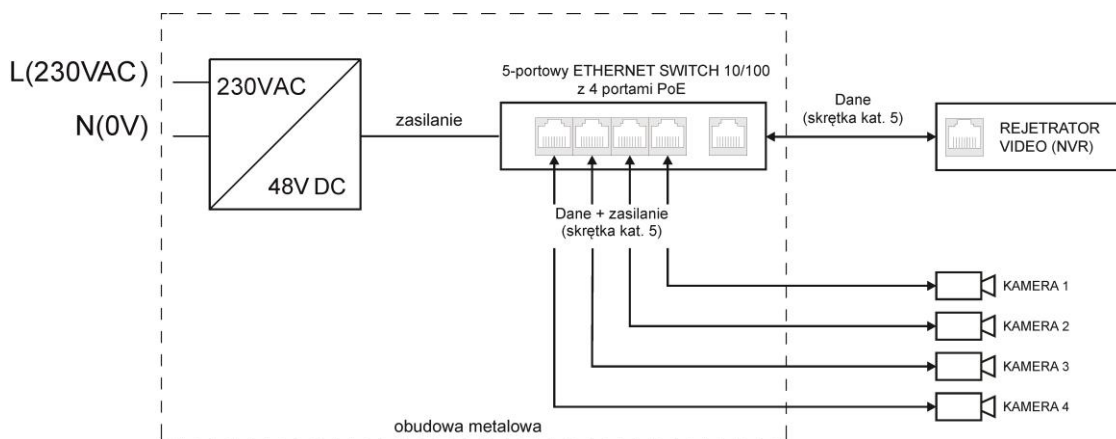 L(230VAC)
N(0V)
230VAC
48V DC
zasilanie
5-portowy ETHERNET SWITCH 10/100
z 4 portami PoE
Dane
(skrętka kat. 5)
REJETRATOR
VIDEO (NVR)
Dane + zasilanie
(skrętka kat. 5)
KAMERA 1
KAMERA 2
KAMERA 3
KAMERA 4
obudowa metalowa